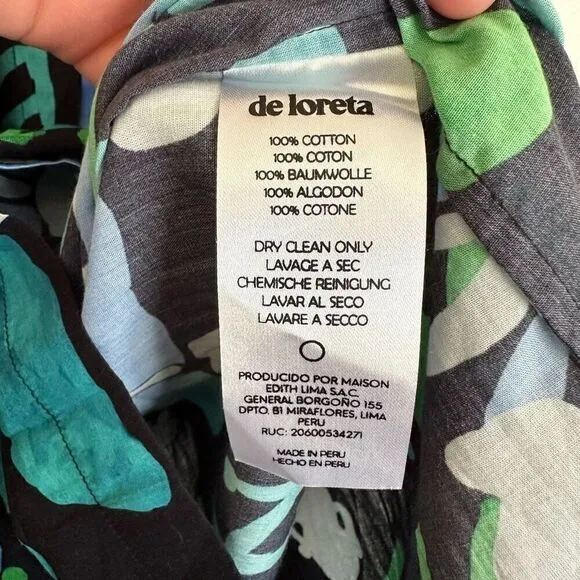 de loreta
100% COTTON
100% COTON
100% BAUMWOLLE
100% ALGODON
100% COTONE
DRY CLEAN ONLY
LAVAGE A SEC
CHEMISCHE REINIGUNG
LAVAR AL SECO
LAVARE A SECCO
PRODUCIDO POR MAISON
EDITH LIMA S.A.C.
GENERAL BORGOÑO 155
DPTO. B1 MIRAFLORES, LIMA
PERU
RUC: 20600534271
MADE IN PERU
HECHO EN PERU